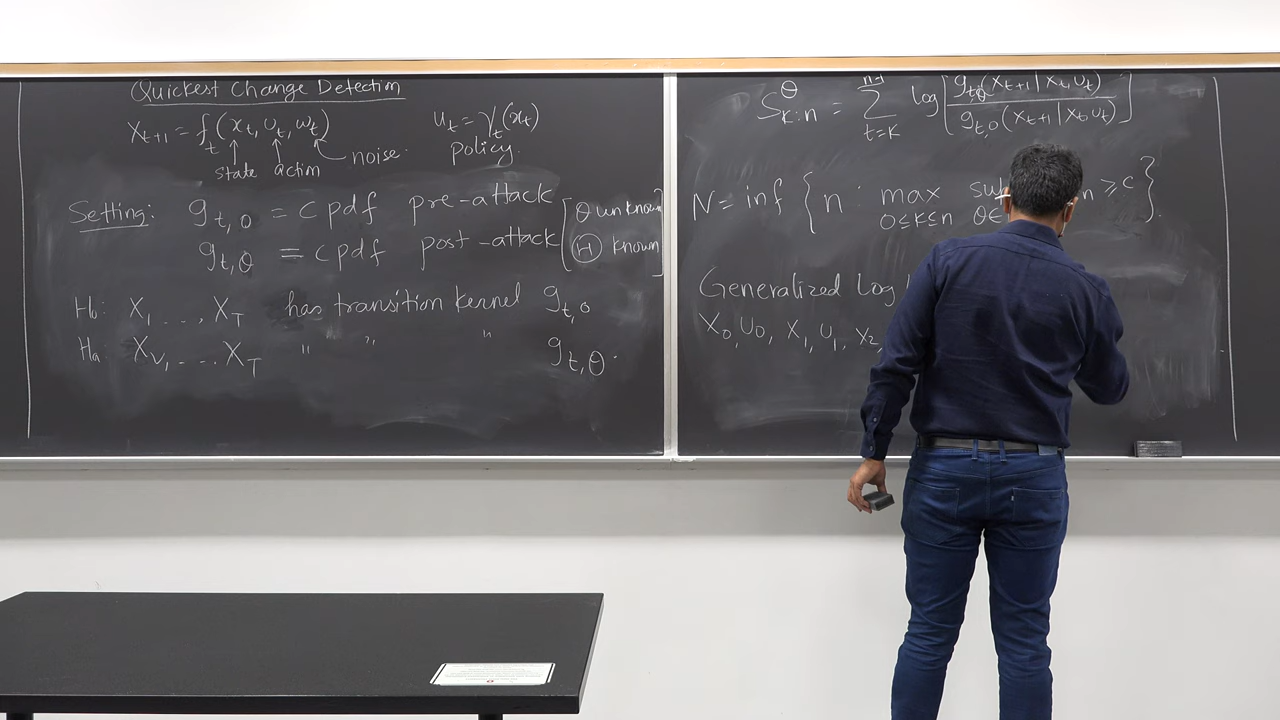 Quickest Change Detection
X_{t+1} = f_t(x_t, u_t, w_t)
state action noise.
u_t = γ_t(x_t)
policy.
Setting: g_{t,0} = cpdf pre-attack
g_{t,θ} = cpdf post-attack
[θ unknown
Ⓗ known]
H_0: X_1 ..., X_T has transition kernel g_{t,0}
H_a: X_ν, ... X_T " " " g_{t,θ}.
S^θ_{k:n} = Σ_{t=k}^{n-1} log [g_{t,θ}(X_{t+1}|X_t, U_t) / g_{t,0}(X_{t+1}|X_t, U_t)]
N = inf { n : max_{0≤k≤n} θ∈ n ≥ c }.
Generalized Log
X_0, U_0, X_1, U_1, X_2,